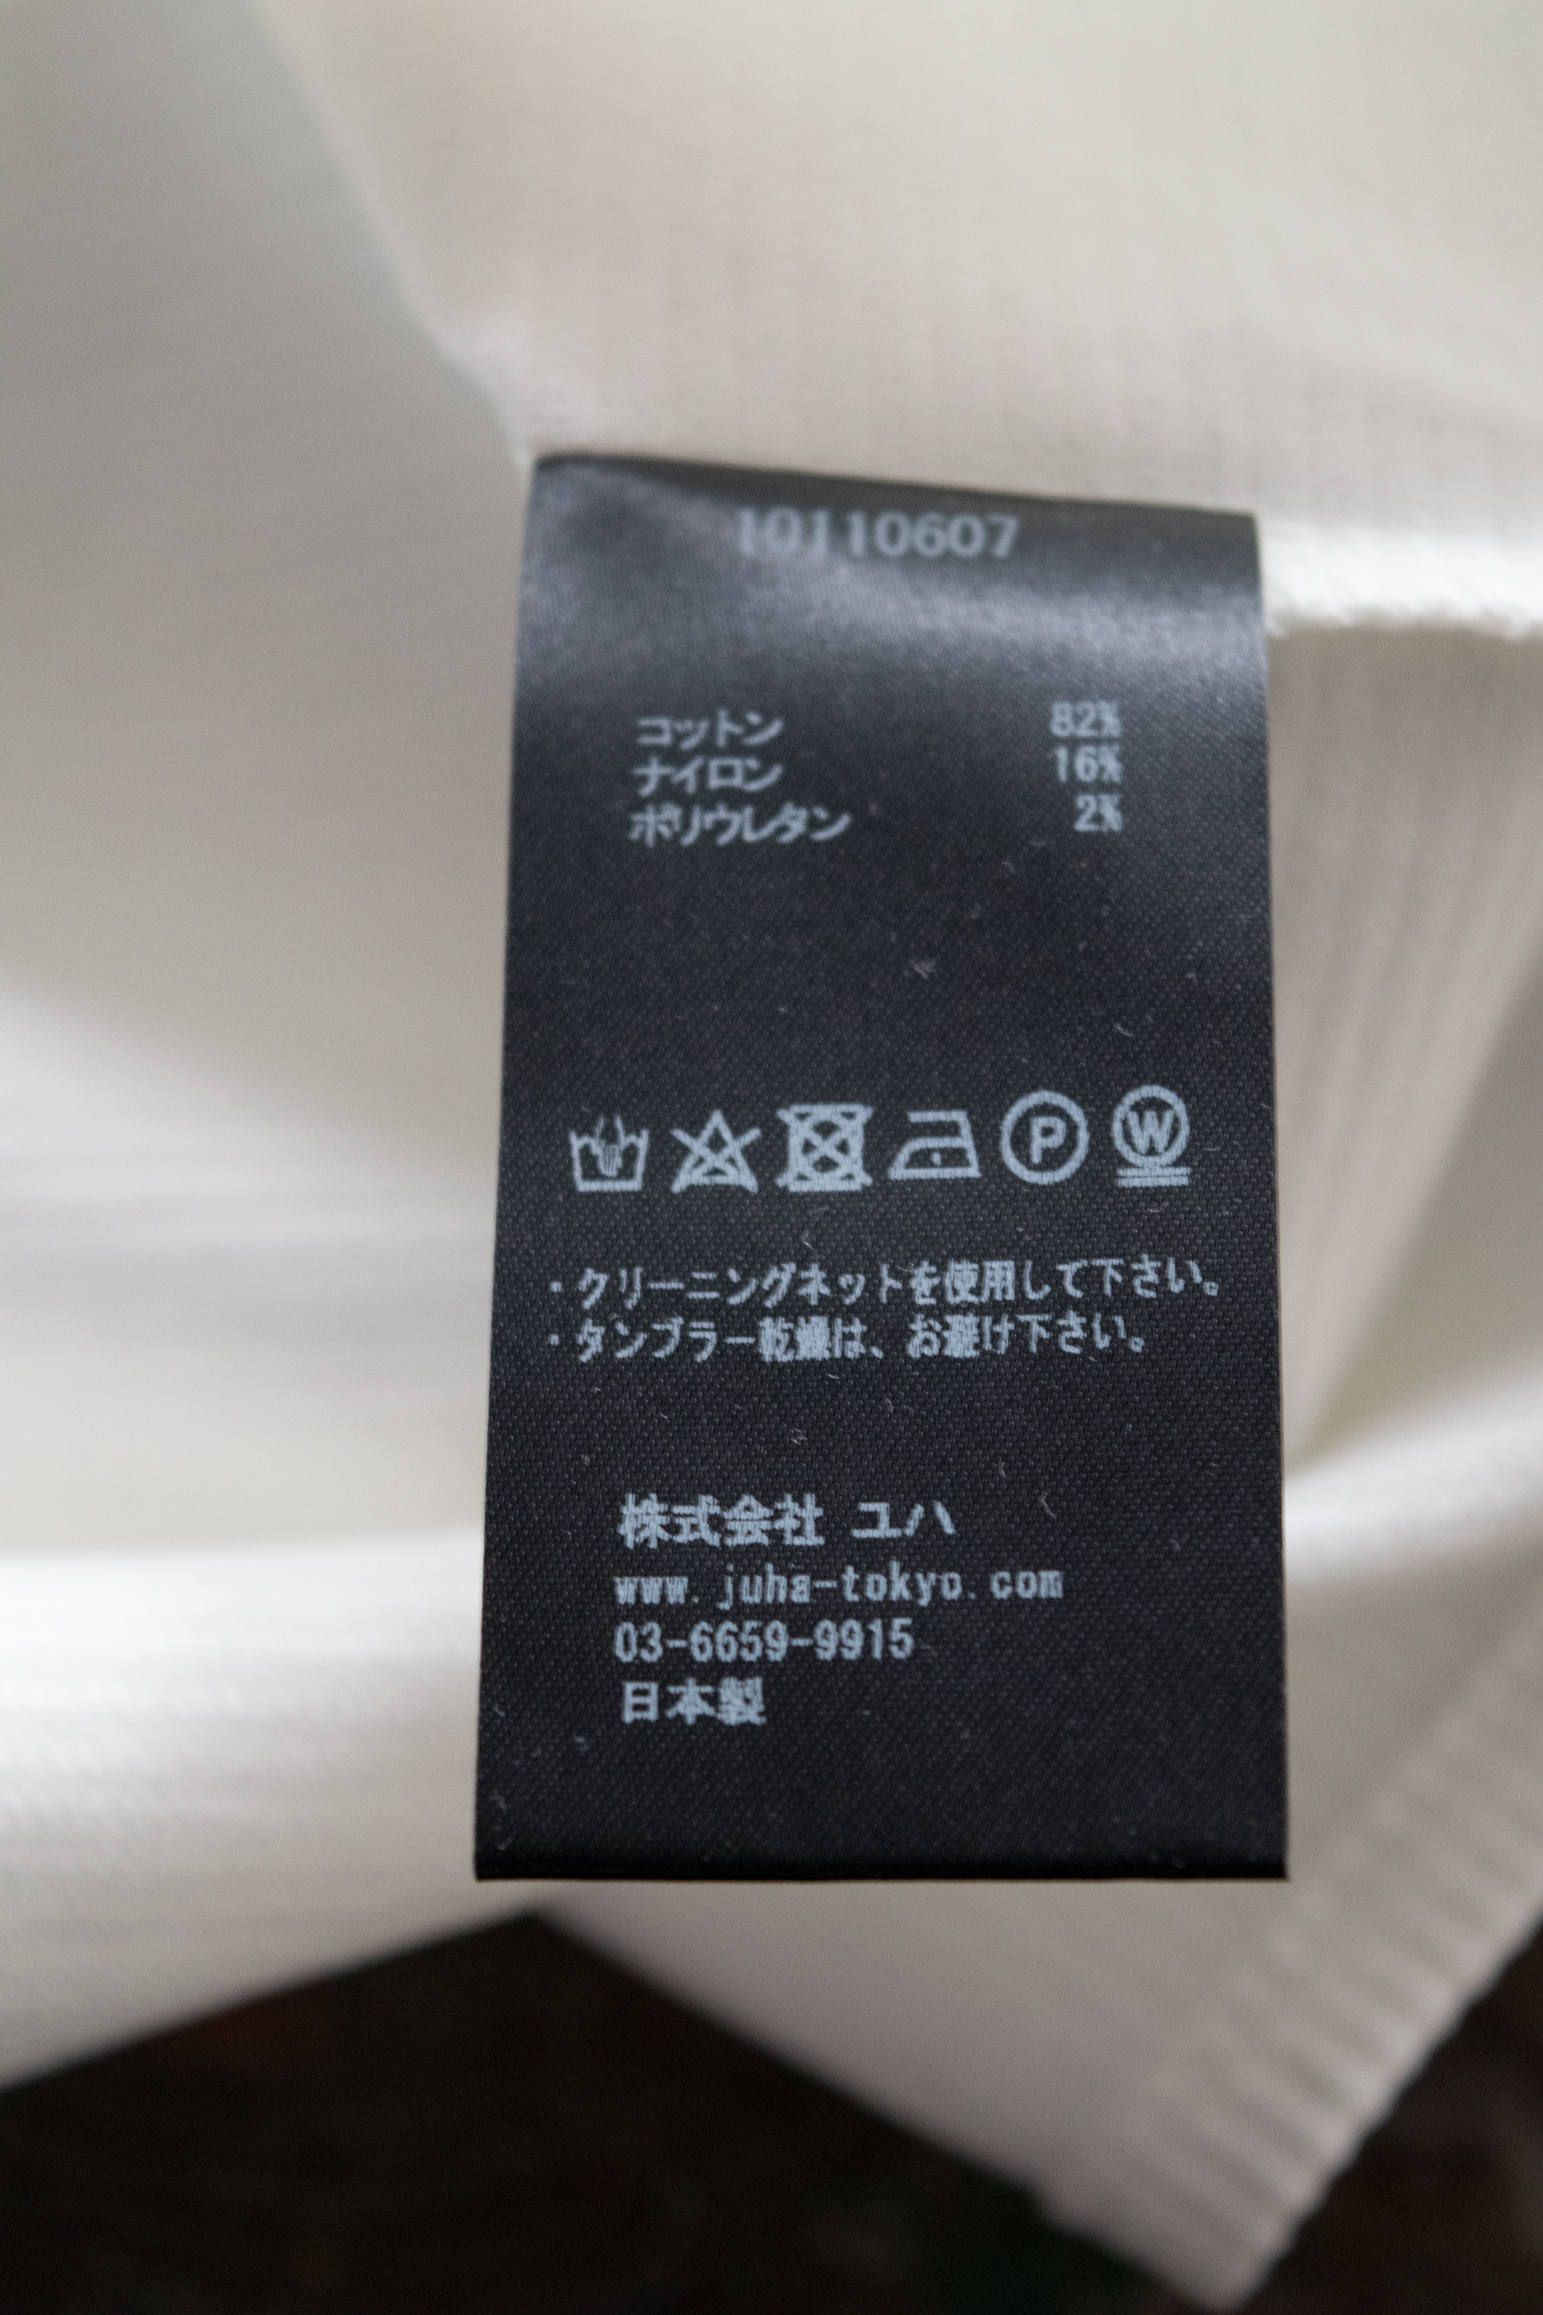 10110607
コットン 82%
ナイロン 16%
ポリウレタン 2%
P W
・クリーニングネットを使用して下さい。
・タンブラー乾燥は、お避け下さい。
株式会社 ユハ
www.juha-tokyo.com
03-6659-9915
日本製